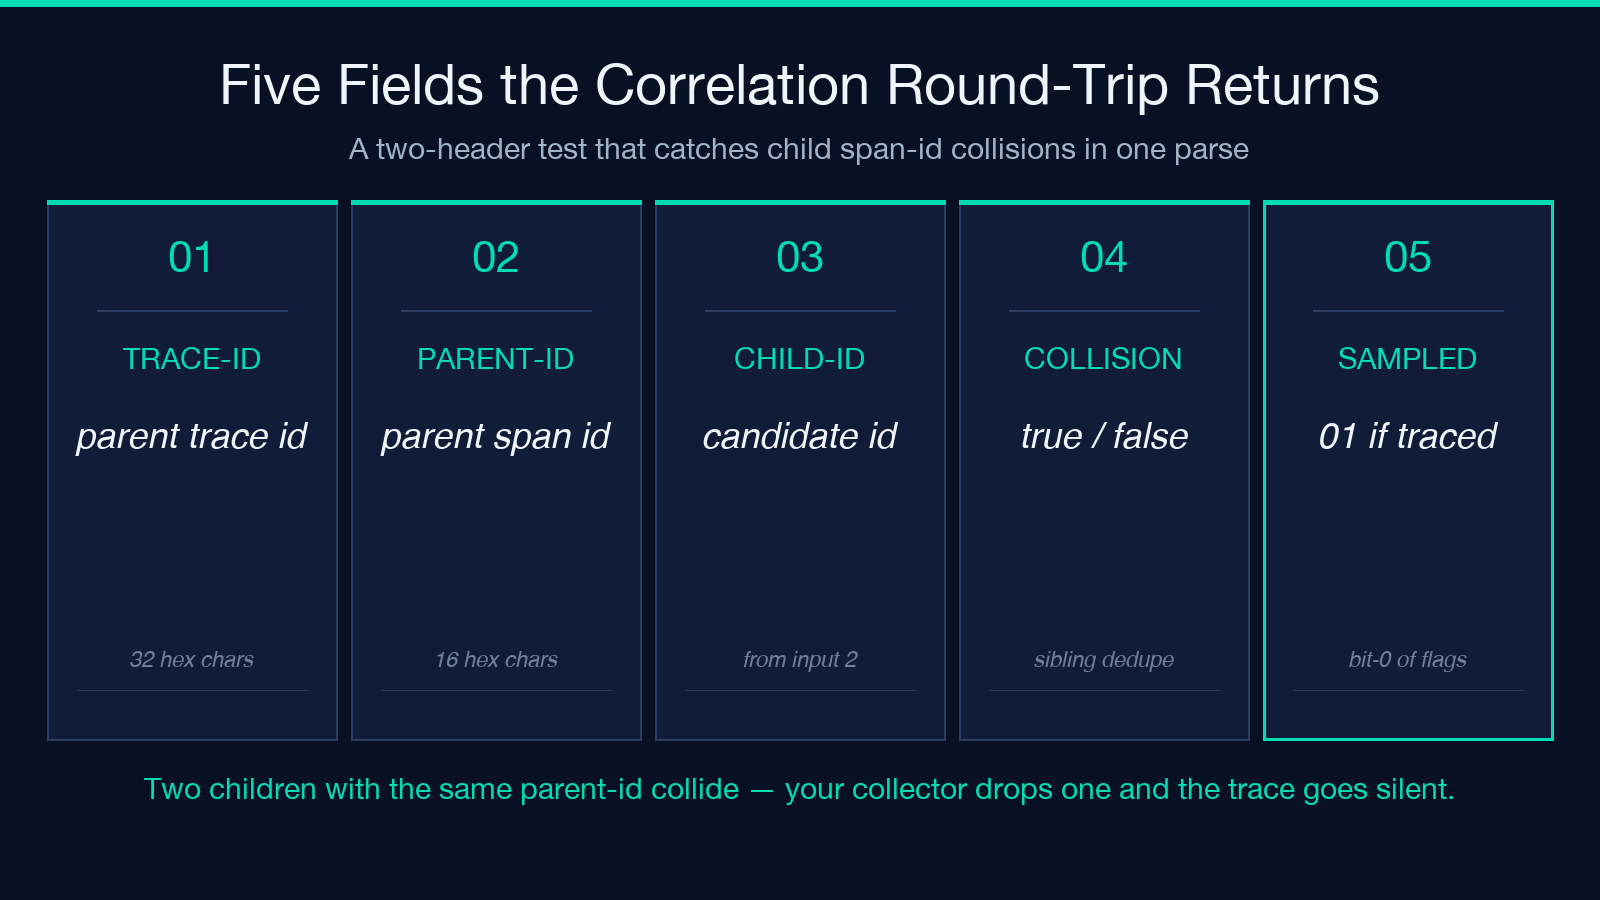 Five Fields the Correlation Round-Trip Returns
A two-header test that catches child span-id collisions in one parse
01
TRACE-ID
parent trace id
32 hex chars
02
PARENT-ID
parent span id
16 hex chars
03
CHILD-ID
candidate id
from input 2
04
COLLISION
true / false
sibling dedupe
05
SAMPLED
01 if traced
bit-0 of flags
Two children with the same parent-id collide — your collector drops one and the trace goes silent.